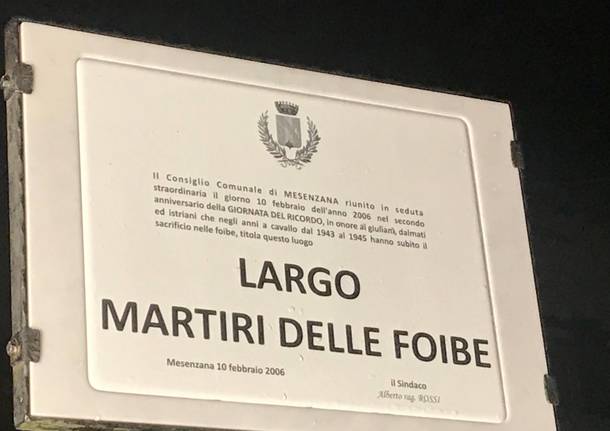 Il Consiglio Comunale di MESENZANA riunito in seduta
straordinaria il giorno 10 febbraio dell'anno 2006 nel secondo
anniversario della GIORNATA DEL RICORDO, in onore ai giuliani, dalmati
ed istriani che negli anni a cavallo dal 1943 al 1945 hanno subito il
sacrificio nelle foibe, titola questo luogo
LARGO
MARTIRI DELLE FOIBE
Mesenzana 10 febbraio 2006
il Sindaco
Alberto rag. ROSSI